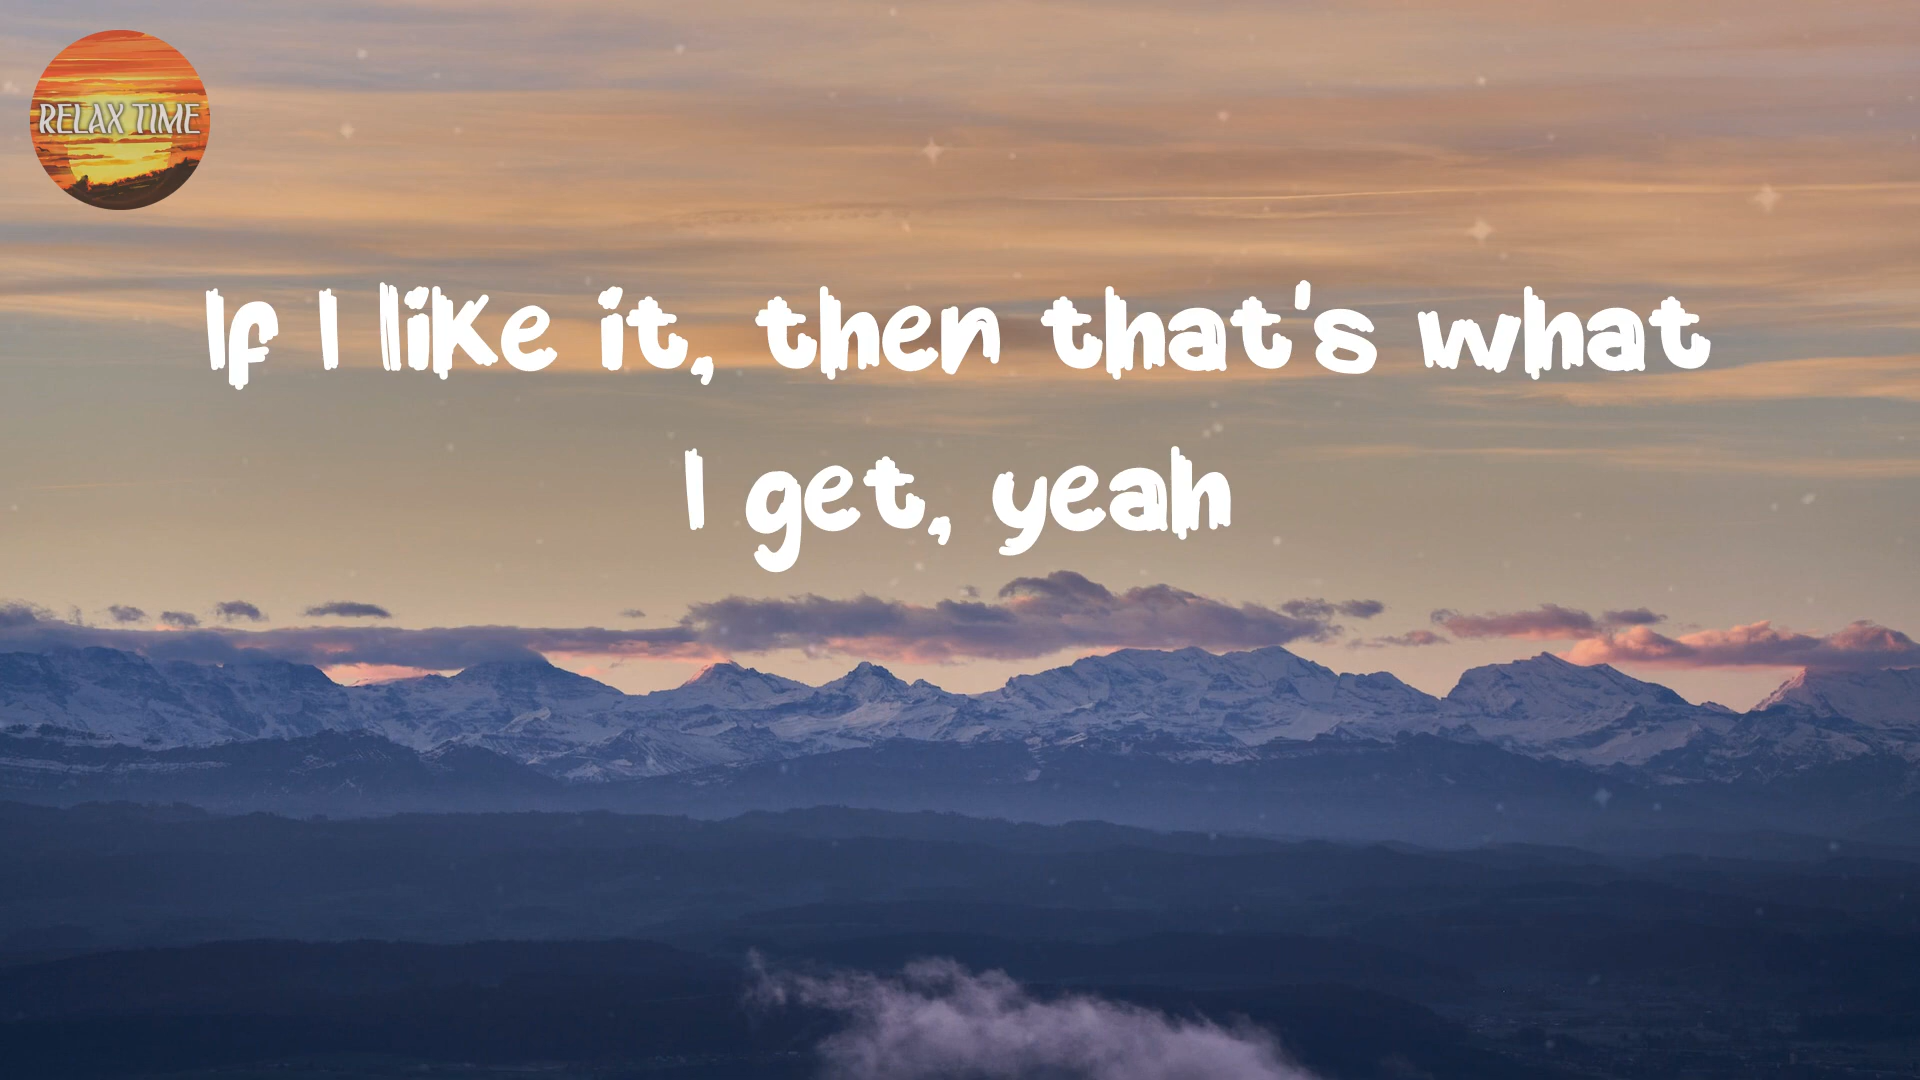 RELAX TIME
If I like it, then that's what
I get, yeah